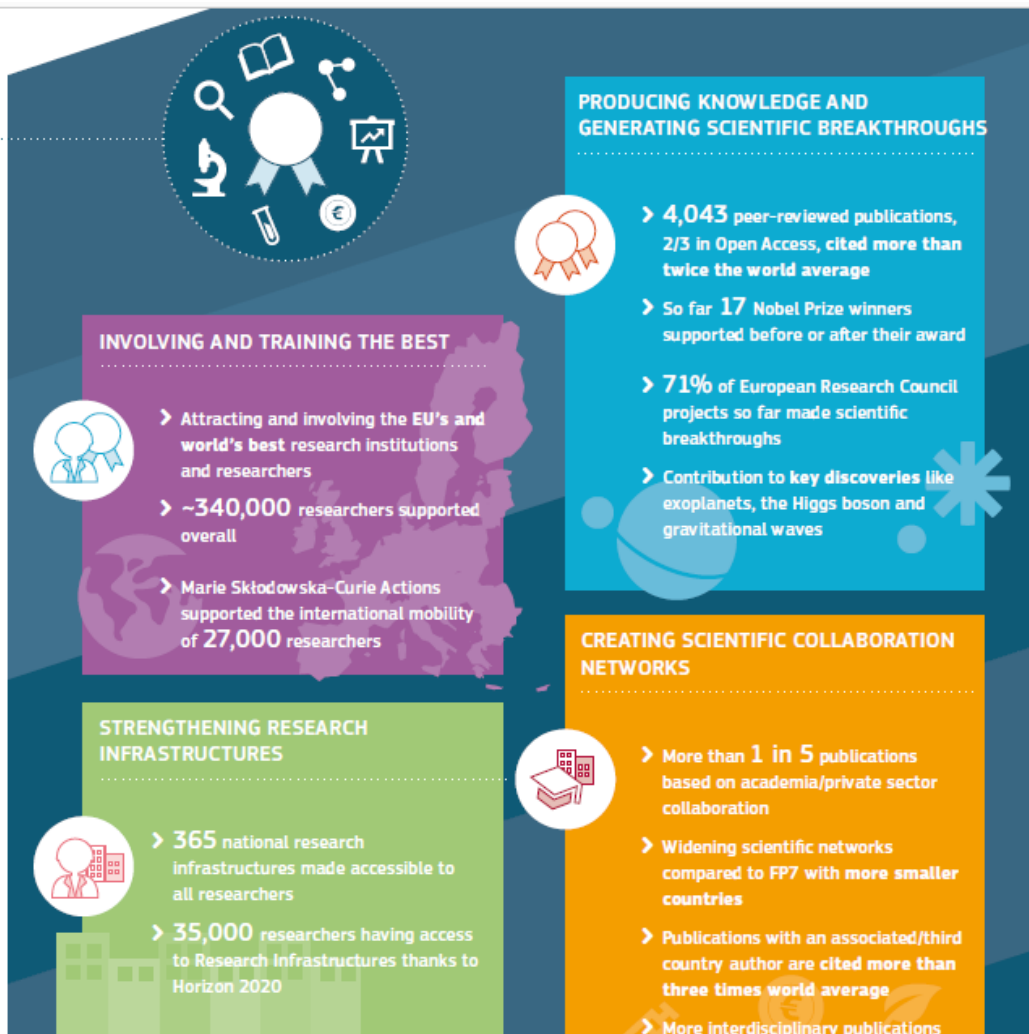 INVOLVING AND TRAINING THE BEST
Attracting and involving the EU's and
world's best research institutions
and researchers
~340,000 researchers supported
overall
Marie Skłodowska-Curie Actions
supported the international mobility
of 27,000 researchers
STRENGTHENING RESEARCH
INFRASTRUCTURES
365 national research
infrastructures made accessible to
all researchers
35,000 researchers having access
to Research Infrastructures thanks to
Horizon 2020
PRODUCING KNOWLEDGE AND
GENERATING SCIENTIFIC BREAKTHROUGHS
4,043 peer-reviewed publications,
2/3 in Open Access, cited more than
twice the world average
So far 17 Nobel Prize winners
supported before or after their award
71% of European Research Council
projects so far made scientific
breakthroughs
Contribution to key discoveries like
exoplanets, the Higgs boson and
gravitational waves
CREATING SCIENTIFIC COLLABORATION
NETWORKS
More than 1 in 5 publications
based on academia/private sector
collaboration
Widening scientific networks
compared to FP7 with more smaller
countries
Publications with an associated/third
country author are cited more than
three times world average
More interdisciplinary publications